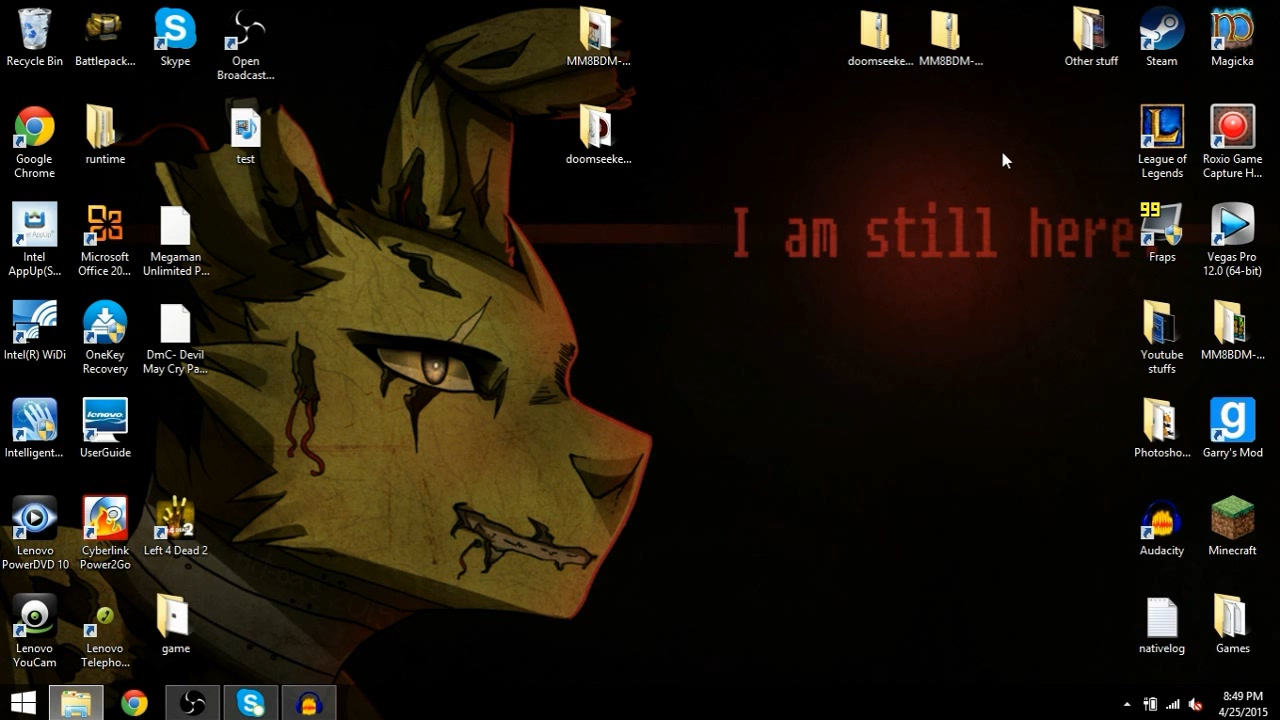 Recycle Bin
Battlepack...
Skype
Open
Broadcast...
MM8BDM-...
doomseeke...
MM8BDM-...
Other stuff
Steam
Magicka
Google
Chrome
runtime
test
doomseeke...
League of
Legends
Roxio Game
Capture H...
I am still here.
Intel
AppUp(S...
Microsoft
Office 20...
Megaman
Unlimited P...
99
Fraps
Vegas Pro
12.0 (64-bit)
Intel(R) WiDi
OneKey
Recovery
DmC- Devil
May Cry Pa...
Youtube
stuffs
MM8BDM-...
Intelligent...
lenovo
UserGuide
Photosho...
Garry's Mod
Lenovo
PowerDVD 10
Cyberlink
Power2Go
2
Left 4 Dead 2
Audacity
Minecraft
Lenovo
YouCam
Lenovo
Telepho...
game
nativelog
Games
8:49 PM
4/25/2015